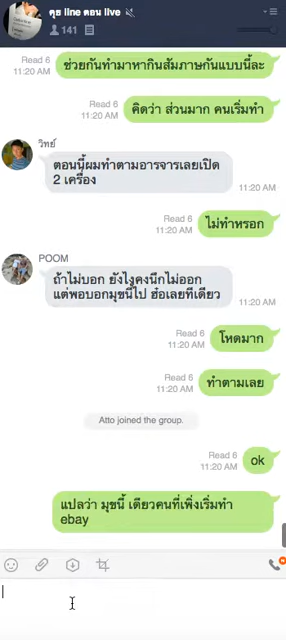 คุย line ตอน live
141
Read 6
11:20 AM
ช่วยกันทำมาหากินสัมภาษกันแบบนี้ละ
Read 6
11:20 AM
คิดว่า ส่วนมาก คนเริ่มทำ
วิทย์
ตอนนี้ผมทำตามอารจารเลยเปิด
2 เครื่อง
11:20 AM
Read 6
11:20 AM
ไม่ทำหรอก
POOM
ถ้าไม่บอก ยังไงคงนึกไม่ออก
แต่พอบอกมุขนี้ไป ฮ๋อเลยทีเดียว
11:20 AM
Read 6
11:20 AM
โหดมาก
Read 6
11:20 AM
ทำตามเลย
Atto joined the group.
Read 6
11:20 AM
ok
แปลว่า มุขนี้ เดียวคนที่เพิ่งเริ่มทำ
ebay